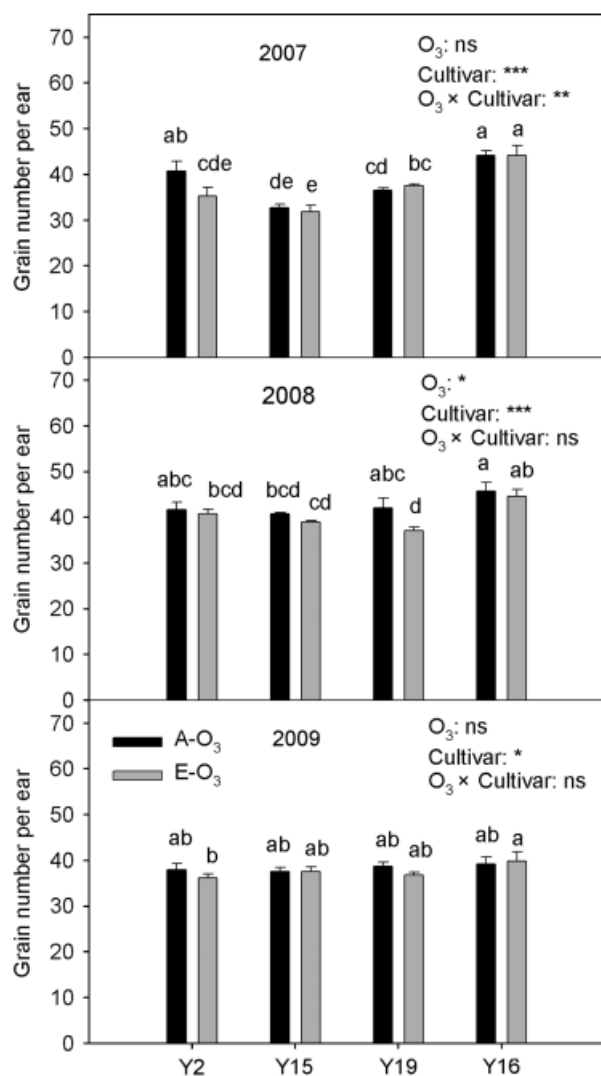 Grain number per ear
70
60
50
40
30
20
10
0
2007
O₃: ns
Cultivar: ***
O₃ × Cultivar: **
ab
cde
de
e
cd
bc
a
a
Grain number per ear
70
60
50
40
30
20
10
0
2008
O₃: *
Cultivar: ***
O₃ × Cultivar: ns
abc
bcd
bcd
cd
abc
d
a
ab
Grain number per ear
70
60
50
40
30
20
10
0
A-O₃
E-O₃
2009
O₃: ns
Cultivar: *
O₃ × Cultivar: ns
ab
b
ab
ab
ab
ab
ab
a
Y2
Y15
Y19
Y16